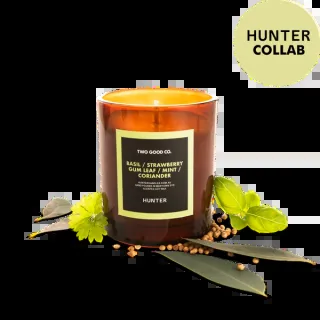 HUNTER
COLLAB
TWO GOOD CO.
BASIL / STRAWBERRY
GUM LEAF / MINT /
CORIANDER
HUNTER